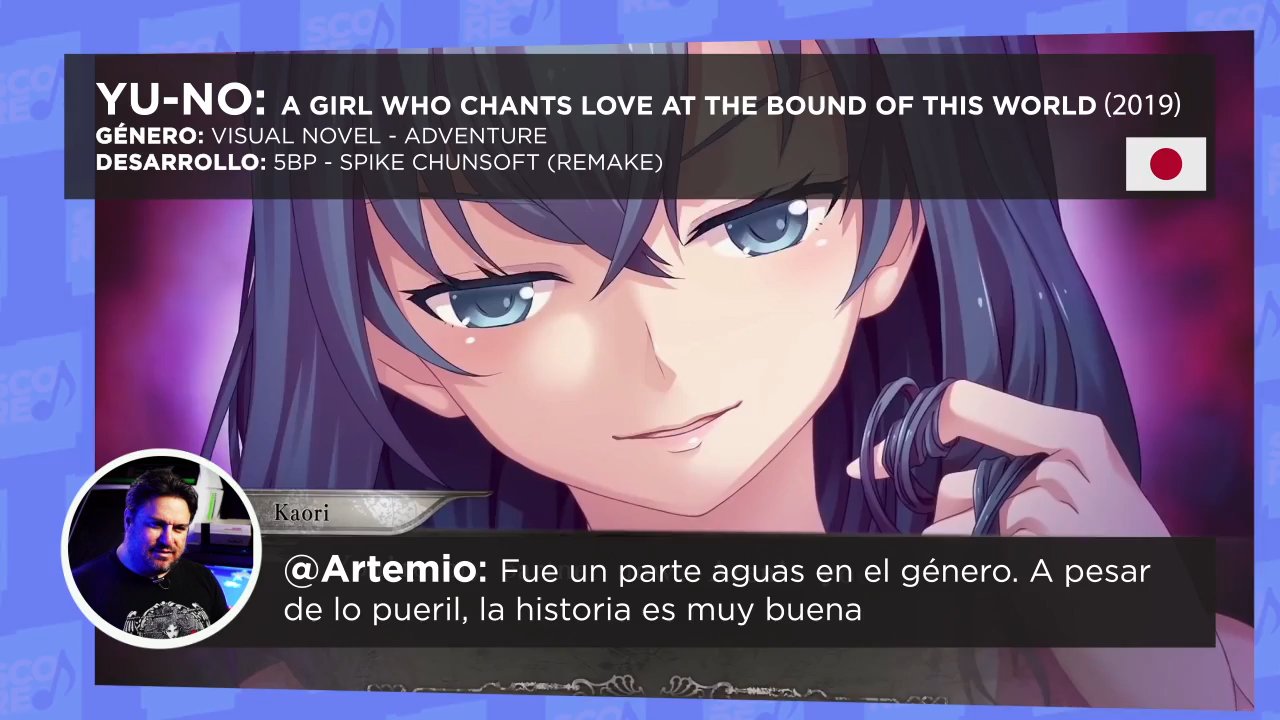 YU-NO: A GIRL WHO CHANTS LOVE AT THE BOUND OF THIS WORLD (2019)
GÉNERO: VISUAL NOVEL - ADVENTURE
DESARROLLO: 5BP - SPIKE CHUNSOFT (REMAKE)
Kaori
@Artemio: Fue un parte aguas en el género. A pesar
de lo pueril, la historia es muy buena